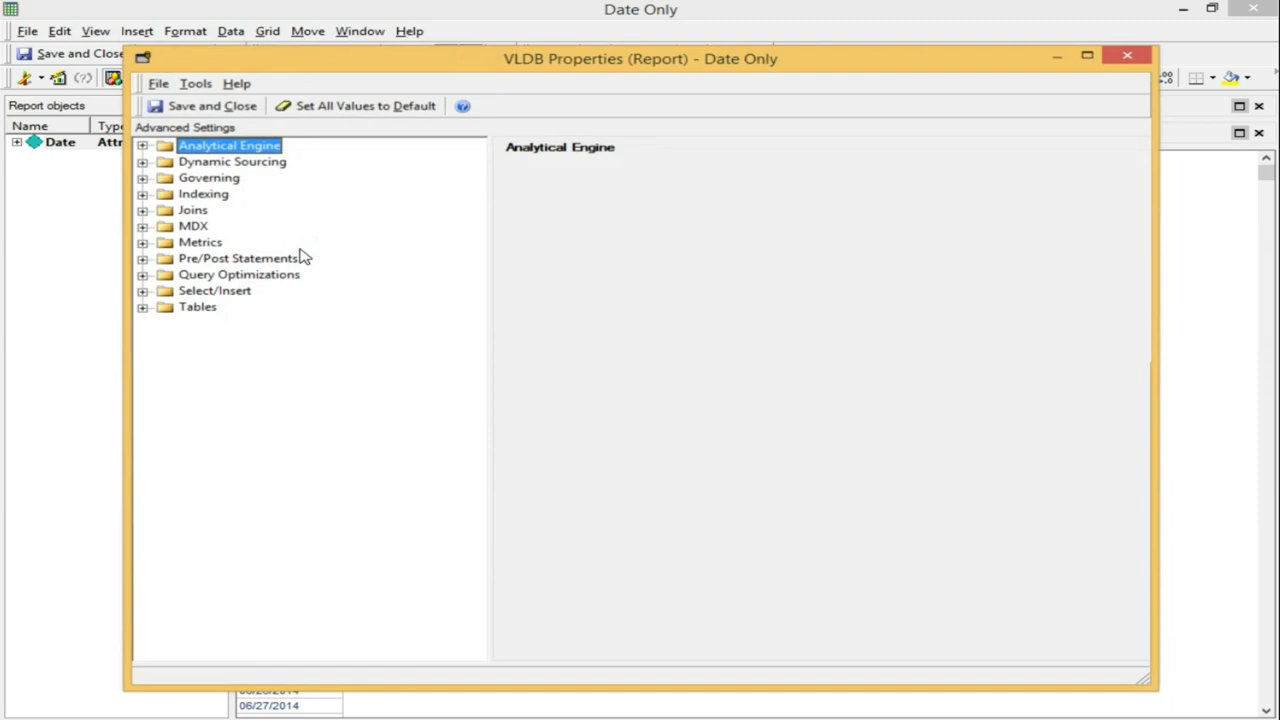 Date Only
File Edit View Insert Format Data Grid Move Window Help
Save and Close
VLDB Properties (Report) - Date Only
File Tools Help
Save and Close Set All Values to Default
Report objects
Name Type
Date Attr
Advanced Settings
Analytical Engine
Dynamic Sourcing
Governing
Indexing
Joins
MDX
Metrics
Pre/Post Statements
Query Optimizations
Select/Insert
Tables
Analytical Engine
06/27/2014